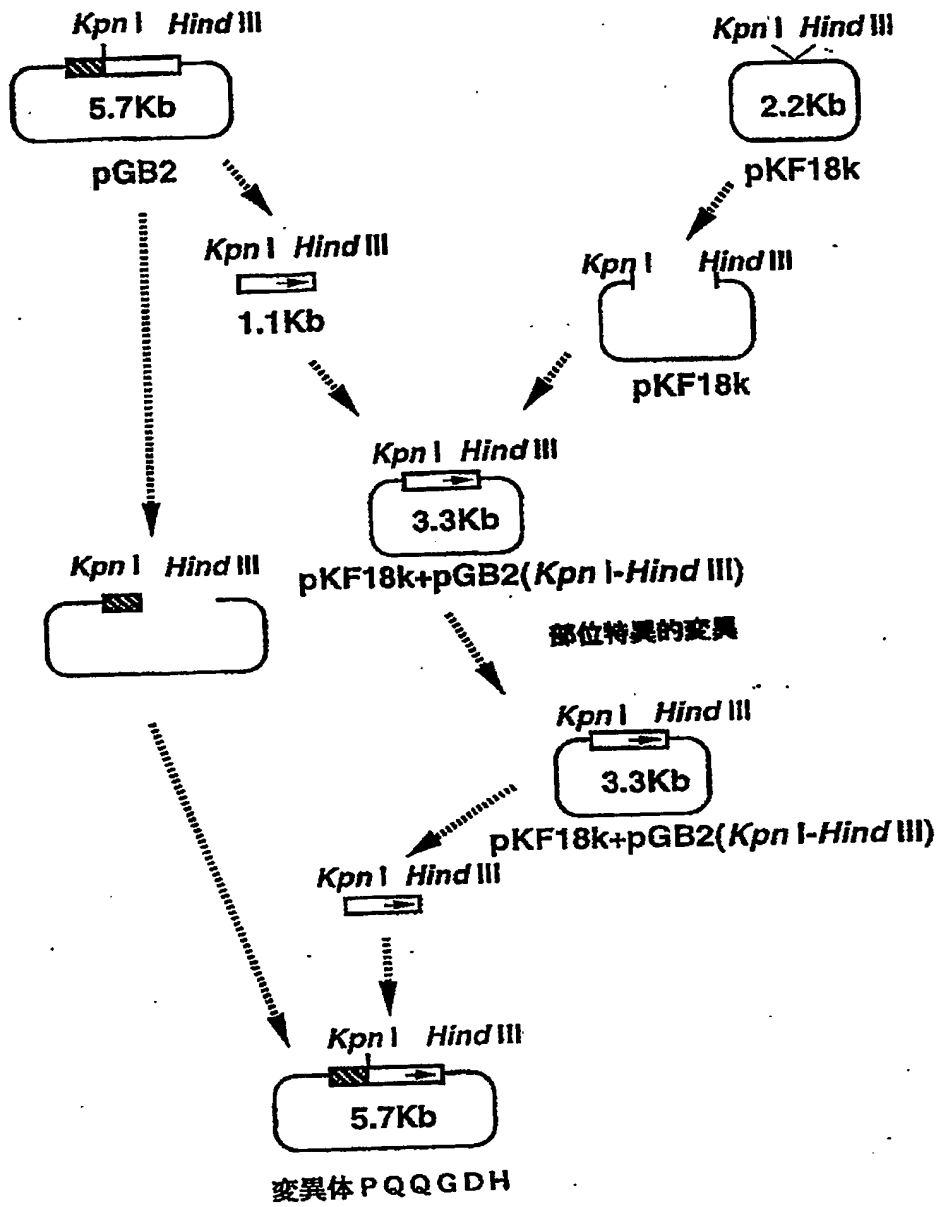 Kpn I Hind III
5.7Kb
pGB2
Kpn I Hind III
2.2Kb
pKF18k
Kpn I Hind III
1.1Kb
Kpn I Hind III
pKF18k
Kpn I Hind III
3.3Kb
pKF18k+pGB2(Kpn I-Hind III)
Kpn I Hind III
部位特異的変異
Kpn I Hind III
3.3Kb
pKF18k+pGB2(Kpn I-Hind III)
Kpn I Hind III
Kpn I Hind III
5.7Kb
変異体PQQGDH